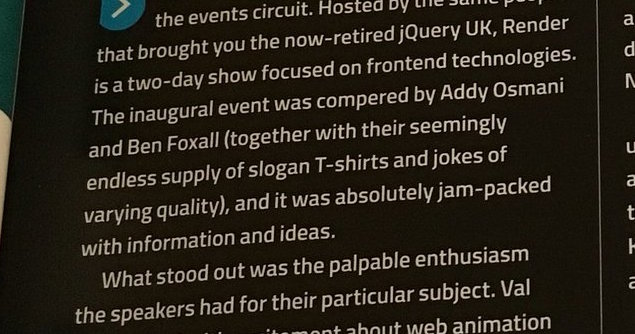 the events circuit. Hosted by the same
that brought you the now-retired jQuery UK, Render
is a two-day show focused on frontend technologies.
The inaugural event was compered by Addy Osmani
and Ben Foxall (together with their seemingly
endless supply of slogan T-shirts and jokes of
varying quality), and it was absolutely jam-packed
with information and ideas.
What stood out was the palpable enthusiasm
the speakers had for their particular subject. Val
about web animation